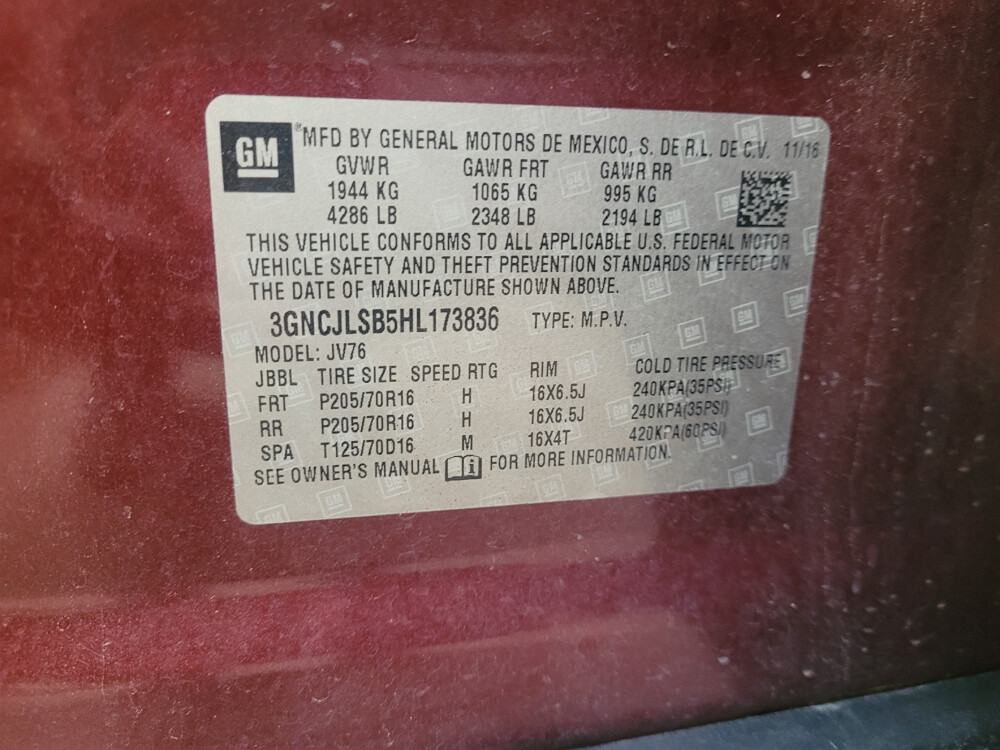 GM ® MFD BY GENERAL MOTORS DE MEXICO, S. DE R.L. DE C.V. 11/16
GVWR GAWR FRT GAWR RR
1944 KG 1065 KG 995 KG
4286 LB 2348 LB 2194 LB
THIS VEHICLE CONFORMS TO ALL APPLICABLE U.S. FEDERAL MOTOR
VEHICLE SAFETY AND THEFT PREVENTION STANDARDS IN EFFECT ON
THE DATE OF MANUFACTURE SHOWN ABOVE.
3GNCJLSB5HL173836 TYPE: M.P.V.
MODEL: JV76
JBBL TIRE SIZE SPEED RTG RIM COLD TIRE PRESSURE
FRT P205/70R16 H 16X6.5J 240KPA(35PSI)
RR P205/70R16 H 16X6.5J 240KPA(35PSI)
SPA T125/70D16 M 16X4T 420KPA(60PSI)
SEE OWNER'S MANUAL i FOR MORE INFORMATION.